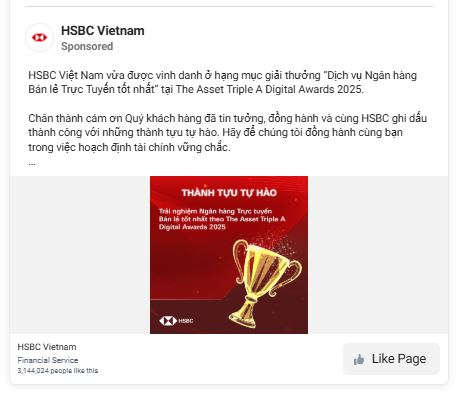 HSBC Vietnam
Sponsored
HSBC Việt Nam vừa được vinh danh ở hạng mục giải thưởng "Dịch vụ Ngân hàng
Bán lẻ Trực Tuyến tốt nhất" tại The Asset Triple A Digital Awards 2025.
Chân thành cám ơn Quý khách hàng đã tin tưởng, đồng hành và cùng HSBC ghi dấu
thành công với những thành tựu tự hào. Hãy để chúng tôi đồng hành cùng bạn
trong việc hoạch định tài chính vững chắc.
...
THÀNH TỰU TỰ HÀO
Trải nghiệm Ngân hàng Trực tuyến
Bán lẻ tốt nhất theo The Asset Triple A
Digital Awards 2025
HSBC
HSBC Vietnam
Financial Service
3,144,024 people like this
Like Page